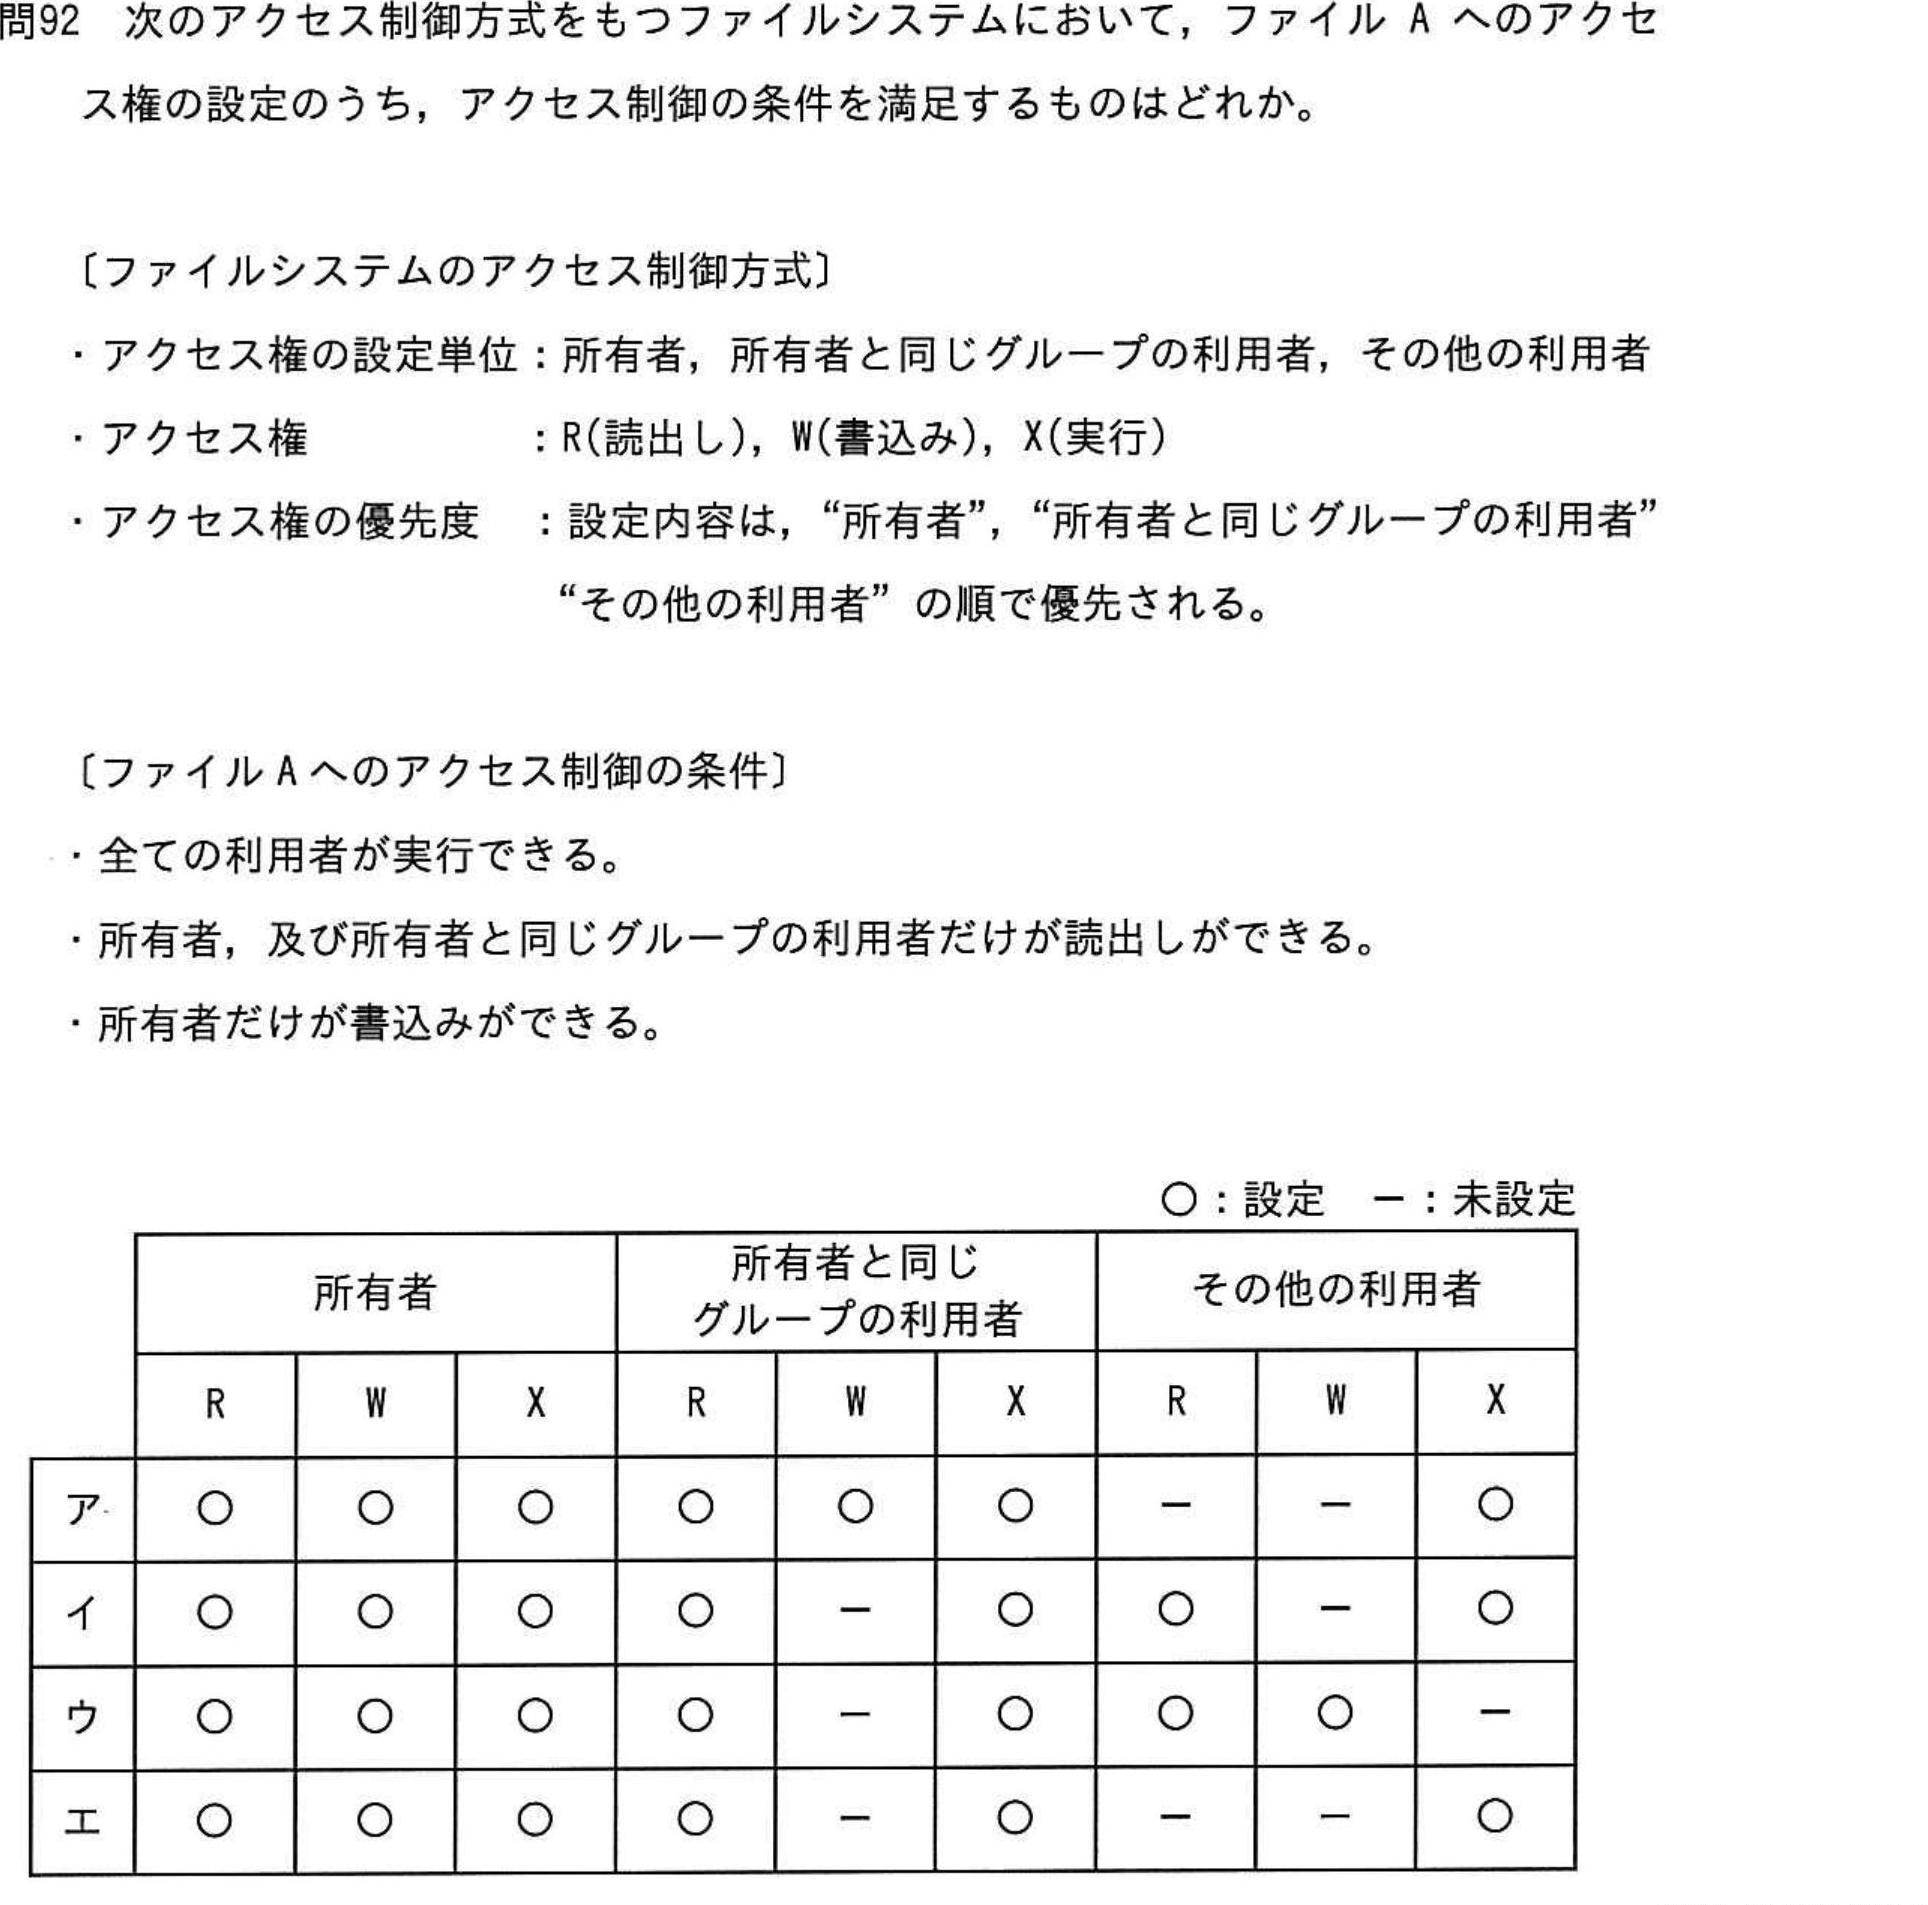 問92 次のアクセス制御方式をもつファイルシステムにおいて，ファイル A へのアクセ
ス権の設定のうち，アクセス制御の条件を満足するものはどれか。
〔ファイルシステムのアクセス制御方式〕
・アクセス権の設定単位：所有者，所有者と同じグループの利用者，その他の利用者
・アクセス権 ：R(読出し)，W(書込み)，X(実行)
・アクセス権の優先度 ：設定内容は，“所有者”，“所有者と同じグループの利用者”
“その他の利用者” の順で優先される。
〔ファイル A へのアクセス制御の条件〕
・全ての利用者が実行できる。
・所有者，及び所有者と同じグループの利用者だけが読出しができる。
・所有者だけが書込みができる。
○：設定 －：未設定
所有者 所有者と同じ その他の利用者
グループの利用者
R W X R W X R W X
ア ○ ○ ○ ○ ○ ○ － － ○
イ ○ ○ ○ ○ － ○ ○ － ○
ウ ○ ○ ○ ○ － ○ ○ ○ －
エ ○ ○ ○ ○ － ○ － － ○